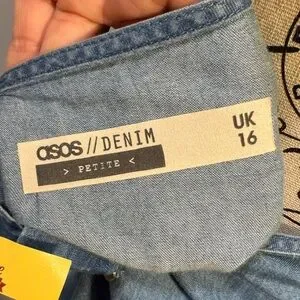 asos//DENIM
> PETITE <
UK
16